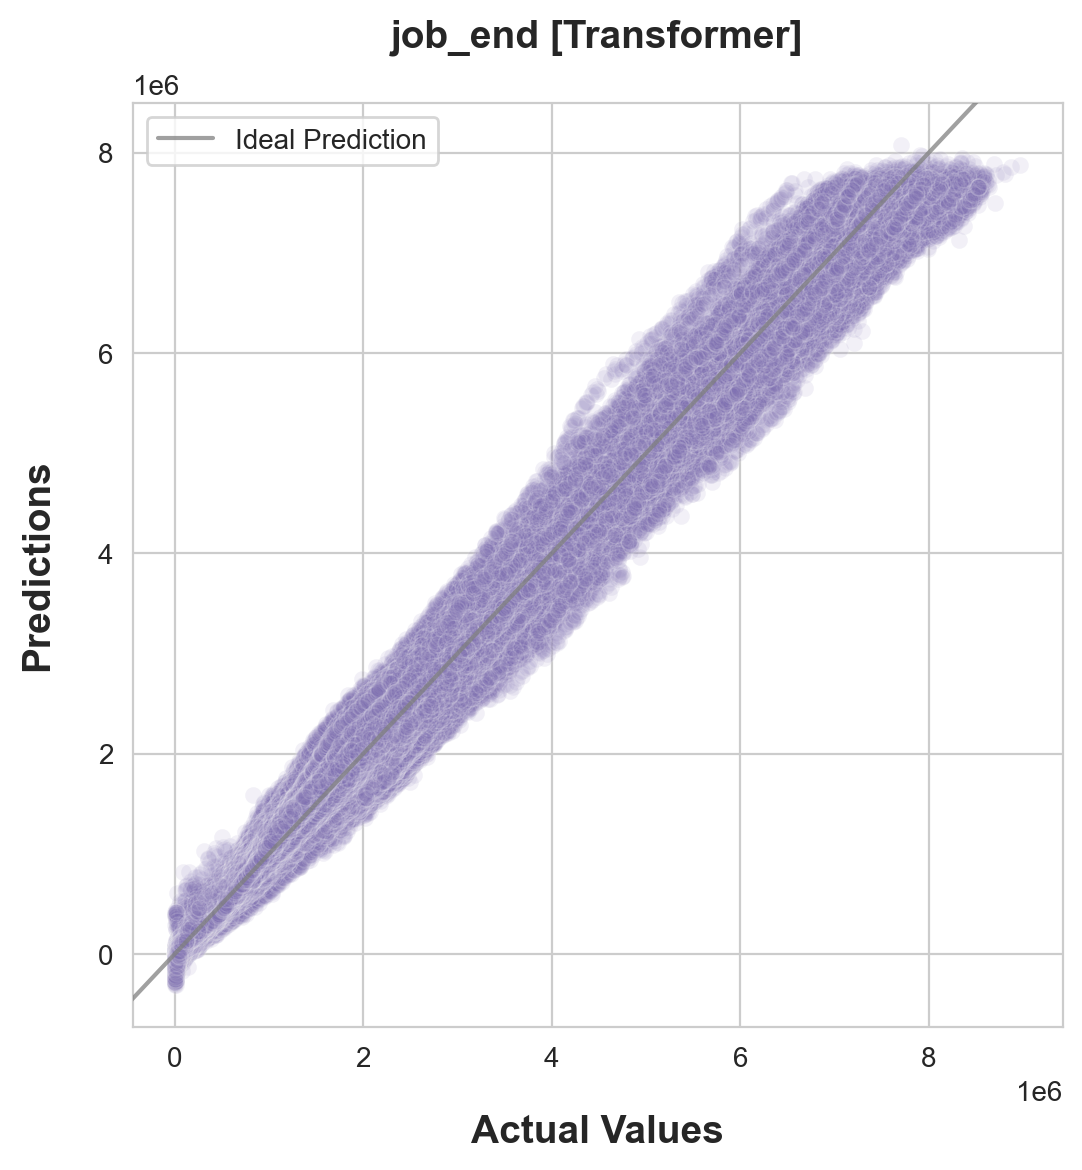 job_end [Transformer]
1e6
Ideal Prediction
8
6
4
2
0
Predictions
0 2 4 6 8
1e6
Actual Values